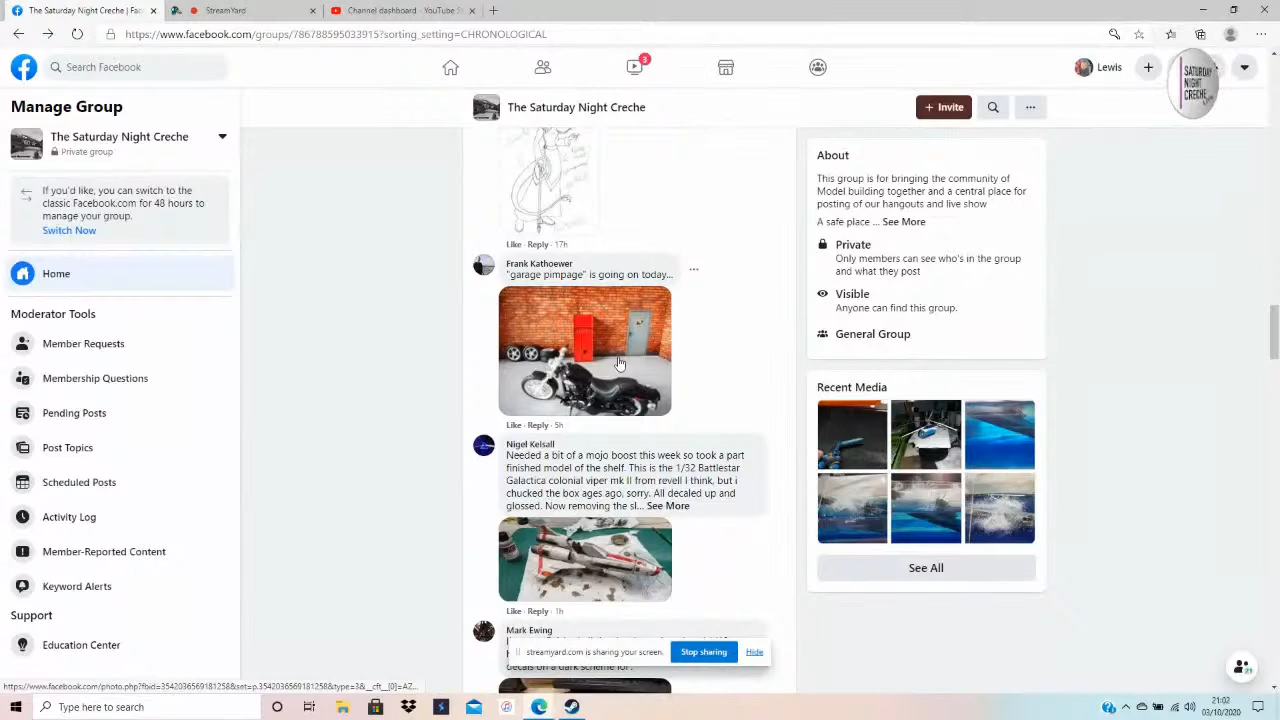 The Saturday Night Creche | Fac
StreamYard
Channel dashboard - YouTube S
https://www.facebook.com/groups/786788595033915?sorting_setting=CHRONOLOGICAL
Search Facebook
3
Lewis
SATURDAY
NIGHT
CRECHE
Manage Group
The Saturday Night Creche
Private group
If you'd like, you can switch to the
classic Facebook.com for 48 hours to
manage your group.
Switch Now
Home
Moderator Tools
Member Requests
Membership Questions
Pending Posts
Post Topics
Scheduled Posts
Activity Log
Member-Reported Content
Keyword Alerts
Support
Education Center
The Saturday Night Creche
+ Invite
Like · Reply · 17h
Frank Kathoewer
"garage pimpage" is going on today...
Like · Reply · 5h
Nigel Kelsall
Needed a bit of a mojo boost this week so took a part
finished model of the shelf. This is the 1/32 Battlestar
Galactica colonial viper mk II from revell I think, but i
chucked the box ages ago, sorry. All decaled up and
glossed. Now removing the sl... See More
Like · Reply · 1h
Mark Ewing
decals on a dark scheme for.
streamyard.com is sharing your screen.
Stop sharing
Hide
About
This group is for bringing the community of
Model building together and a central place for
posting of our hangouts and live show
A safe place ... See More
Private
Only members can see who's in the group
and what they post
Visible
Anyone can find this group.
General Group
Recent Media
See All
Type here to search
21:02
03/10/2020